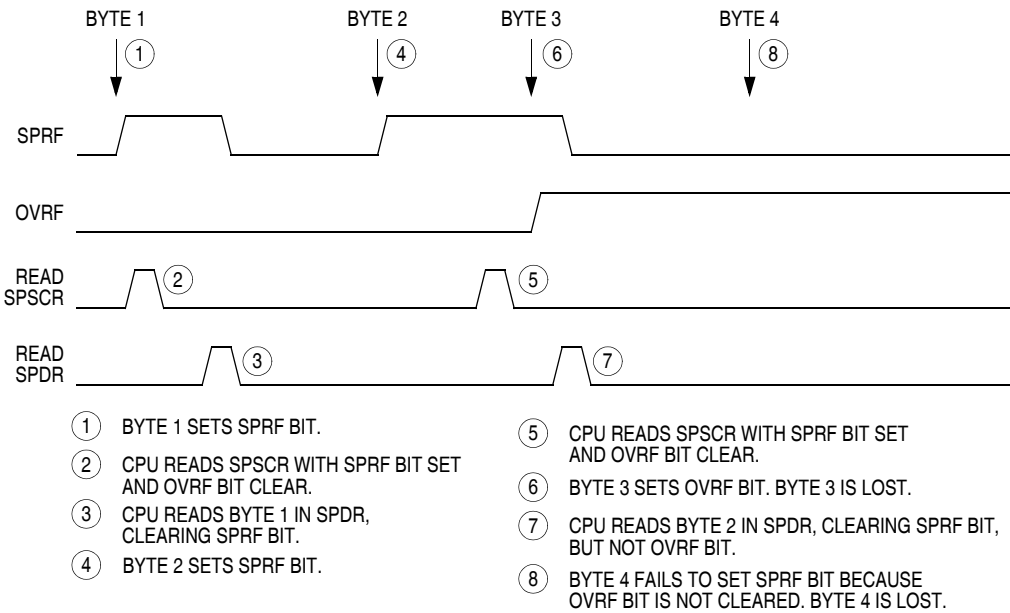 BYTE 1 BYTE 2 BYTE 3 BYTE 4
1 4 6 8
SPRF
OVRF
READ
SPSCR
2 5
READ
SPDR
3 7
1 BYTE 1 SETS SPRF BIT.
2 CPU READS SPSCR WITH SPRF BIT SET
AND OVRF BIT CLEAR.
3 CPU READS BYTE 1 IN SPDR,
CLEARING SPRF BIT.
4 BYTE 2 SETS SPRF BIT.
5 CPU READS SPSCR WITH SPRF BIT SET
AND OVRF BIT CLEAR.
6 BYTE 3 SETS OVRF BIT. BYTE 3 IS LOST.
7 CPU READS BYTE 2 IN SPDR, CLEARING SPRF BIT,
BUT NOT OVRF BIT.
8 BYTE 4 FAILS TO SET SPRF BIT BECAUSE
OVRF BIT IS NOT CLEARED. BYTE 4 IS LOST.